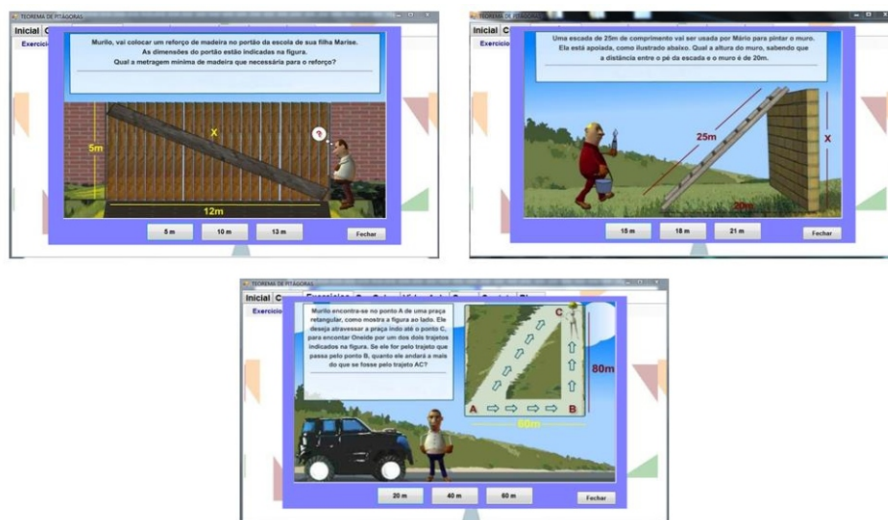 TEOREMA DE PITÁGORAS
Inicial
Exercício
Murilo, vai colocar um reforço de madeira no portão da escola de sua filha Marise.
As dimensões do portão estão indicadas na figura.
Qual a metragem mínima de madeira que necessária para o reforço?
5m
X
?
12m
5 m
10 m
13 m
Fechar
TEOREMA DE PITÁGORAS
Inicial
Exercício
Uma escada de 25m de comprimento vai ser usada por Mário para pintar o muro.
Ela está apoiada, como ilustrado abaixo. Qual a altura do muro, sabendo que
a distância entre o pé da escada e o muro é de 20m.
25m
X
20m
15 m
18 m
21 m
Fechar
TEOREMA DE PITÁGORAS
Inicial
Murilo encontra-se no ponto A de uma praça
retangular, como mostra a figura ao lado. Ele
deseja atravessar a praça indo até o ponto C,
para encontar Oneide por um dos dois trajetos
indicados na figura. Se ele for pelo trajeto que
passa pelo ponto B, quanto ele andará a mais
do que se fosse pelo trajeto AC?
C
80m
A
B
60m
20 m
40 m
60 m
Fechar